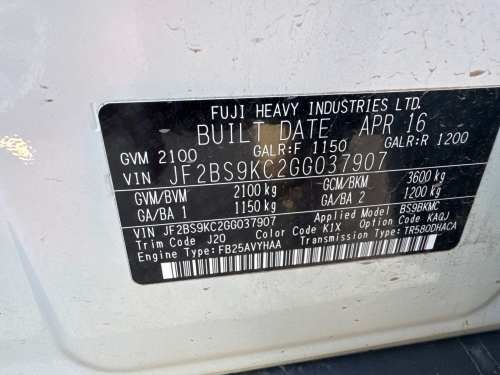 FUJI HEAVY INDUSTRIES LTD.
BUILT DATE APR 16
GVM 2100 GALR:F 1150 GALR:R 1200
VIN JF2BS9KC2GG037907
GVM/BVM 2100 kg GCM/BKM 3600 kg
GA/BA 1 1150 kg GA/BA 2 1200 kg
VIN JF2BS9KC2GG037907 Applied Model BS9BKMC
Trim Code J20 Color Code K1X Option Code KAQJ
Engine Type: FB25AVYHAA Transmission Type: TR580DHACA